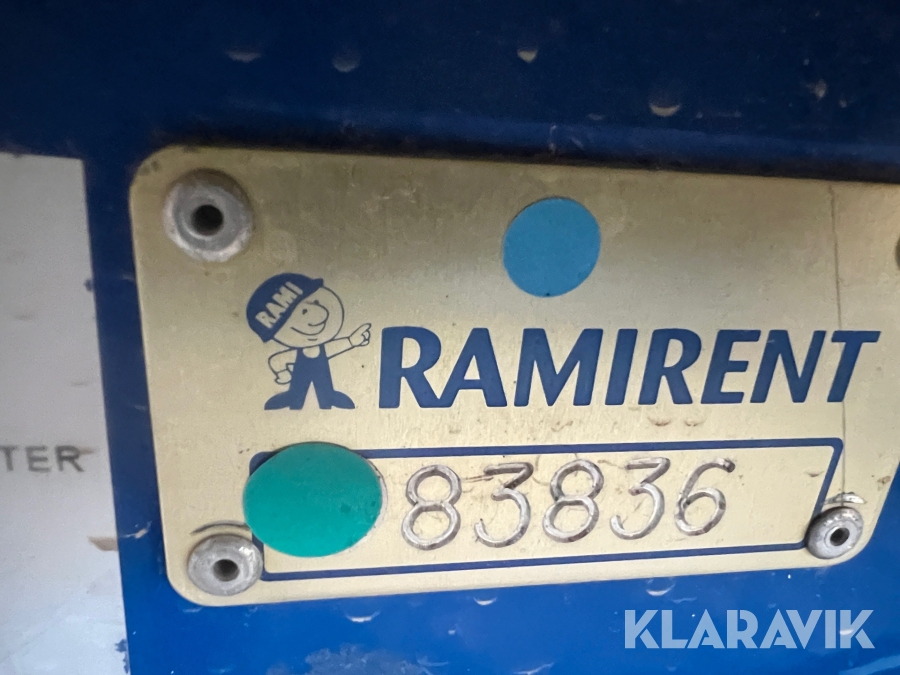 RAMI
RAMIRENT
TER
83836
KLARAVIK